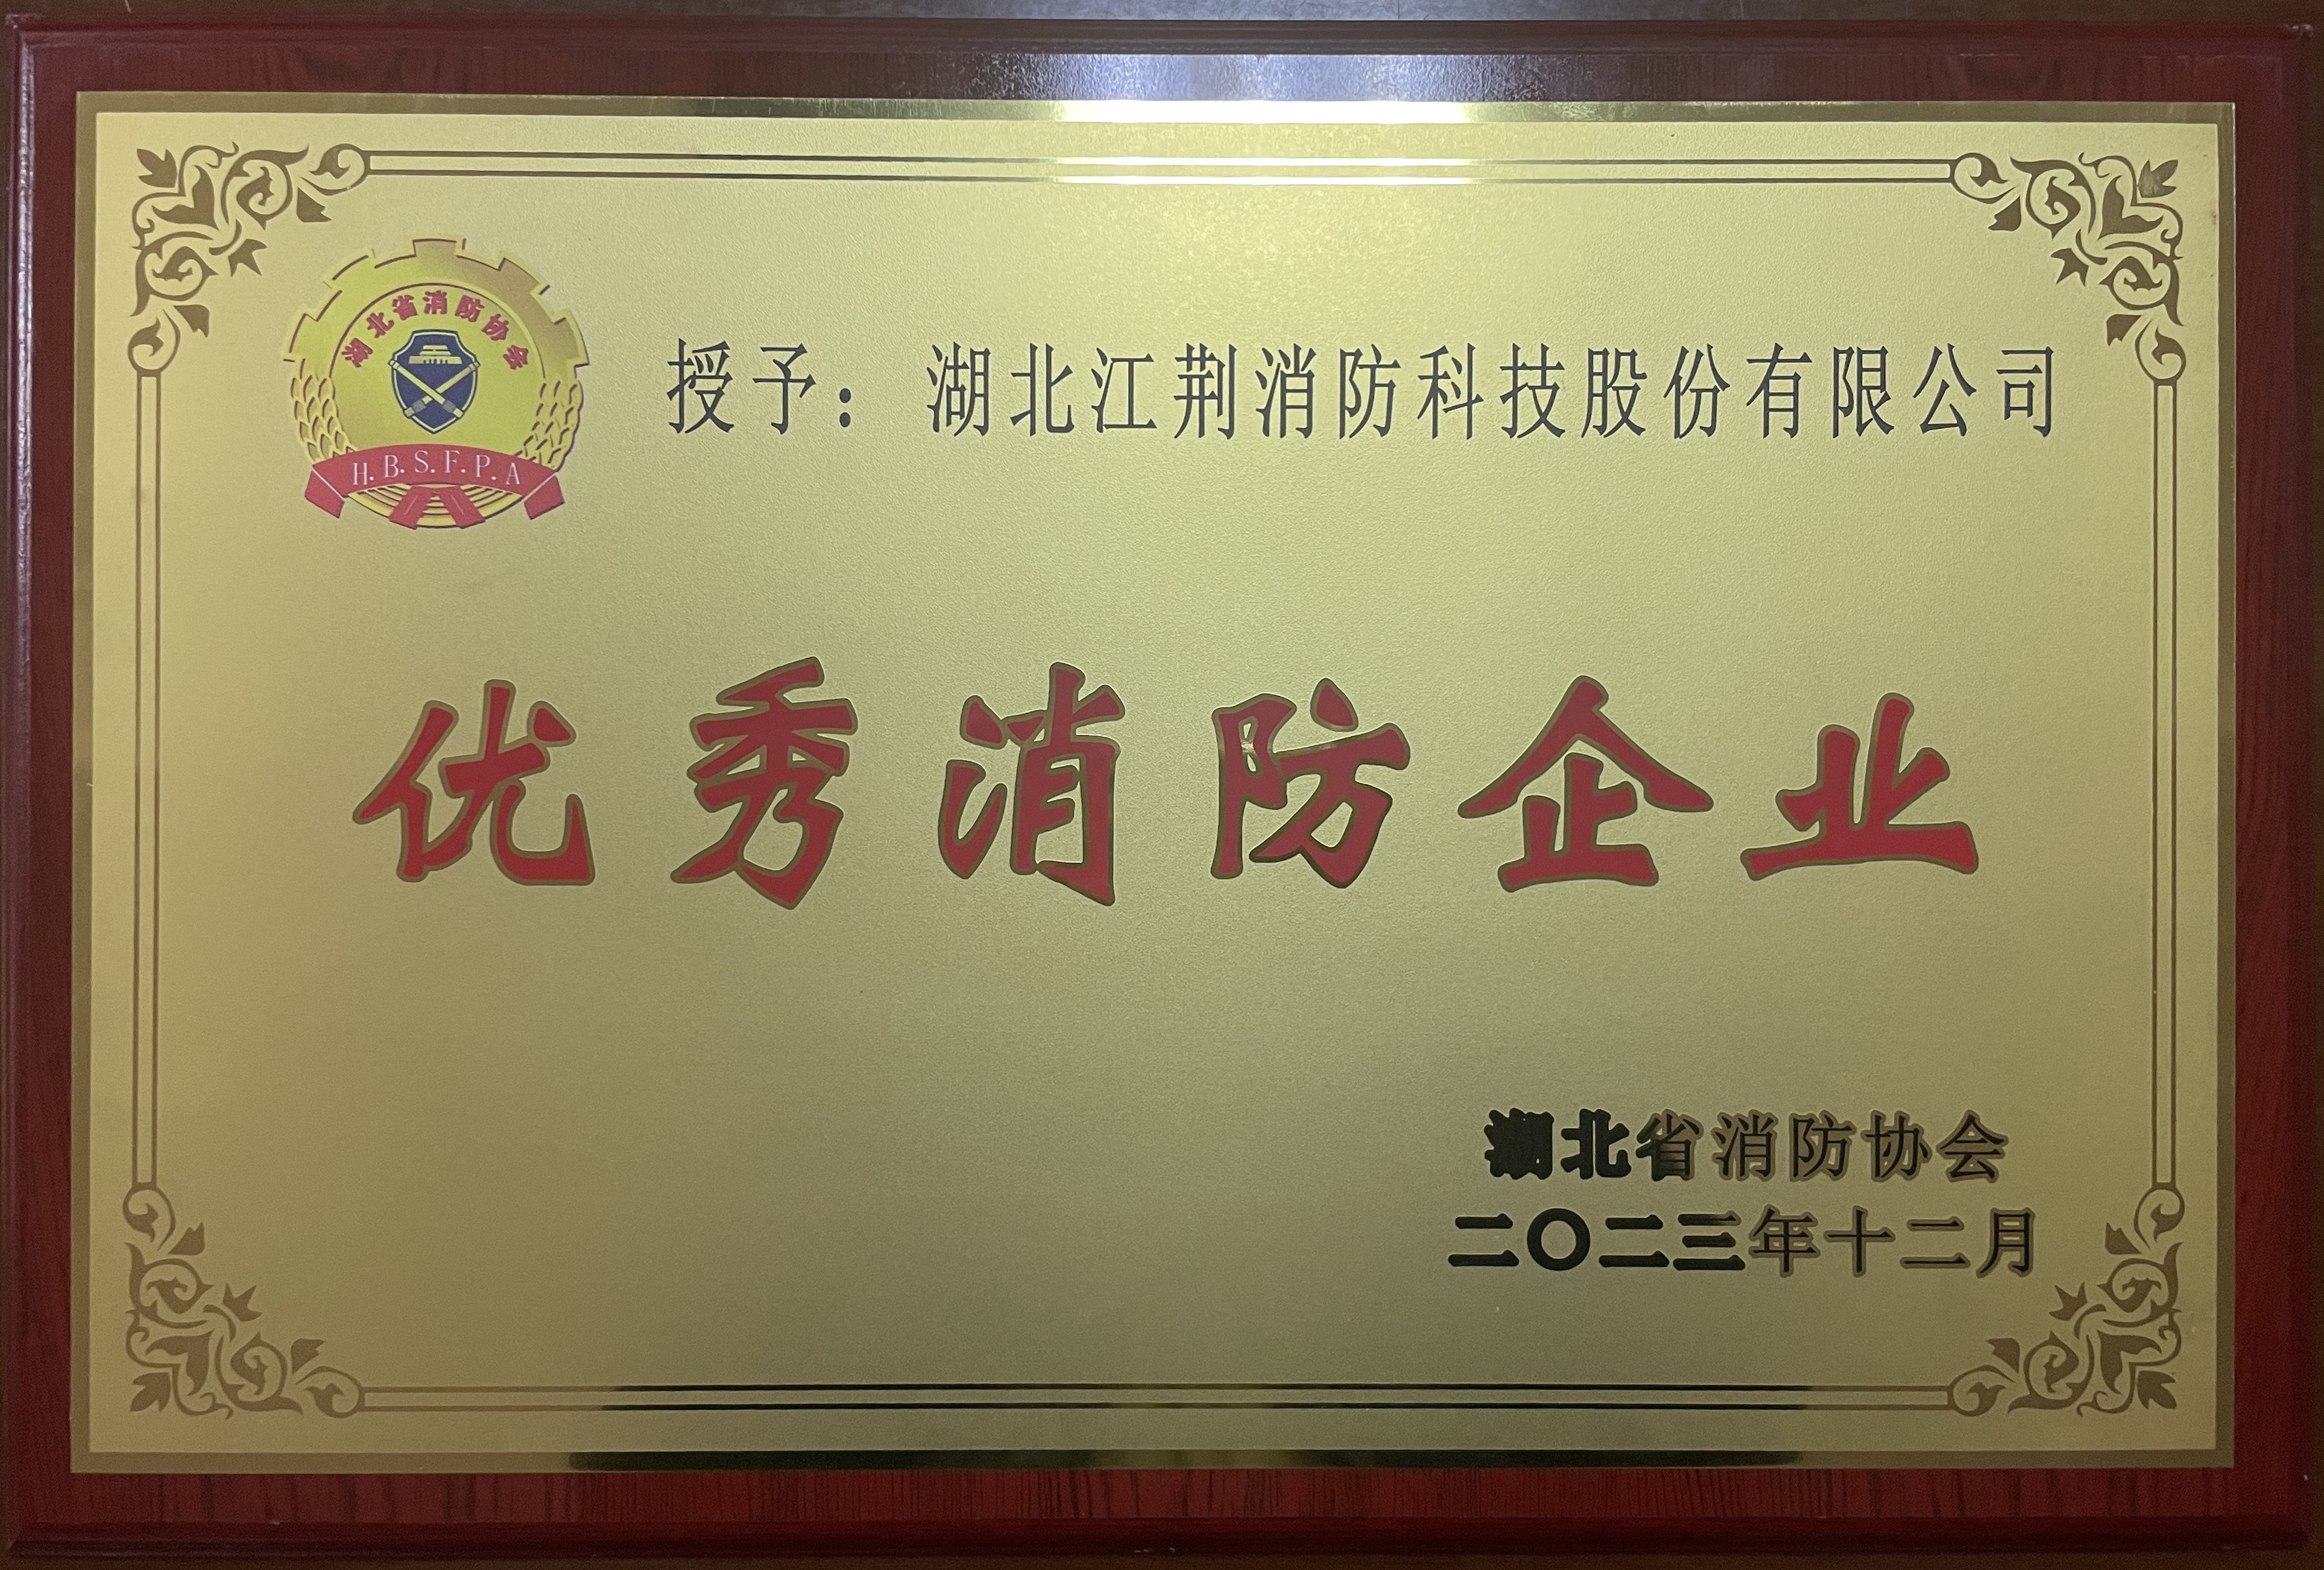 湖北省消防协会
H.B.S.F.P.A
授予：湖北江荆消防科技股份有限公司
优秀消防企业
湖北省消防协会
二〇二三年十二月